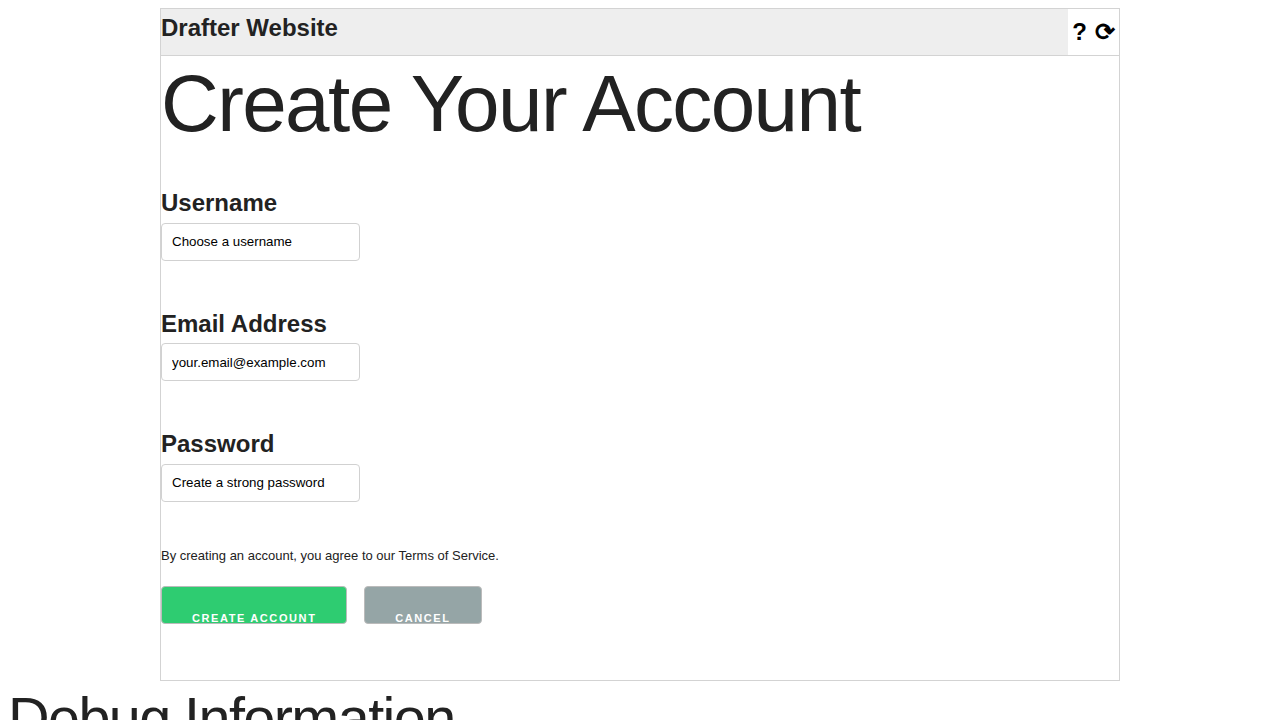 Drafter Website
? ⟳
Create Your Account
Username
Choose a username
Email Address
your.email@example.com
Password
Create a strong password
By creating an account, you agree to our Terms of Service.
CREATE ACCOUNT CANCEL
Debug Information